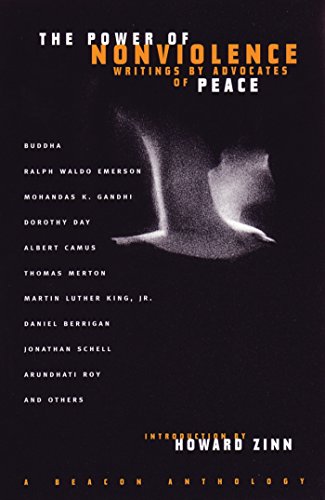 THE POWER OF
NONVIOLENCE
WRITINGS BY ADVOCATES
OF PEACE
BUDDHA
RALPH WALDO EMERSON
MOHANDAS K. GANDHI
DOROTHY DAY
ALBERT CAMUS
THOMAS MERTON
MARTIN LUTHER KING, JR.
DANIEL BERRIGAN
JONATHAN SCHELL
ARUNDHATI ROY
AND OTHERS
INTRODUCTION BY
HOWARD ZINN
A BEACON ANTHOLOGY